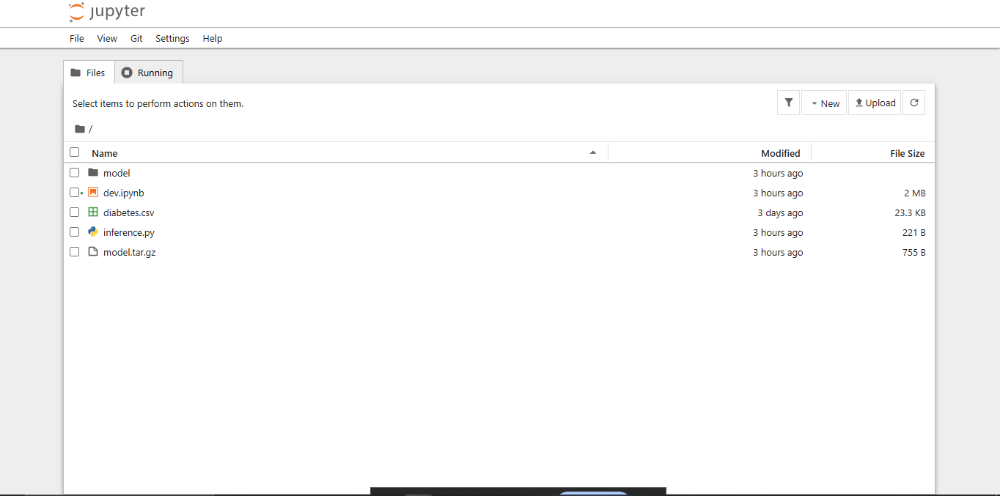 jupyter
File View Git Settings Help
Files Running
Select items to perform actions on them. New Upload
/
Name Modified File Size
model 3 hours ago
dev.ipynb 3 hours ago 2 MB
diabetes.csv 3 days ago 23.3 KB
inference.py 3 hours ago 221 B
model.tar.gz 3 hours ago 755 B